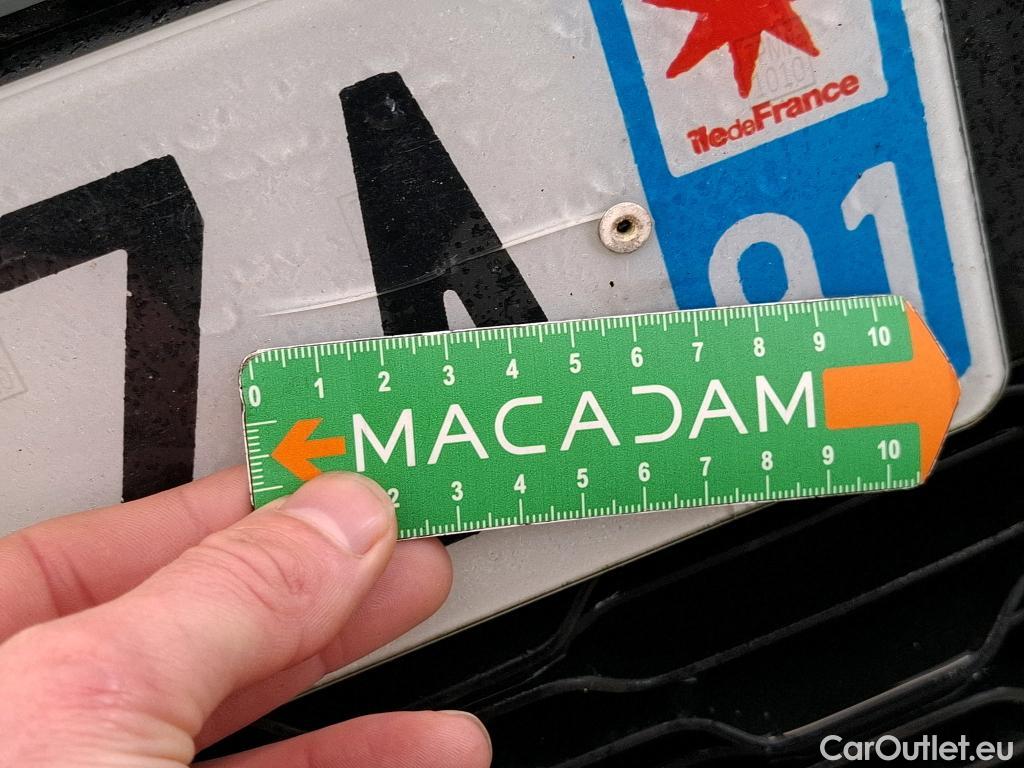 îledeFrance
7A
91
0 1 2 3 4 5 6 7 8 9 10
MACADAM
2 3 4 5 6 7 8 9 10
CarOutlet.eu